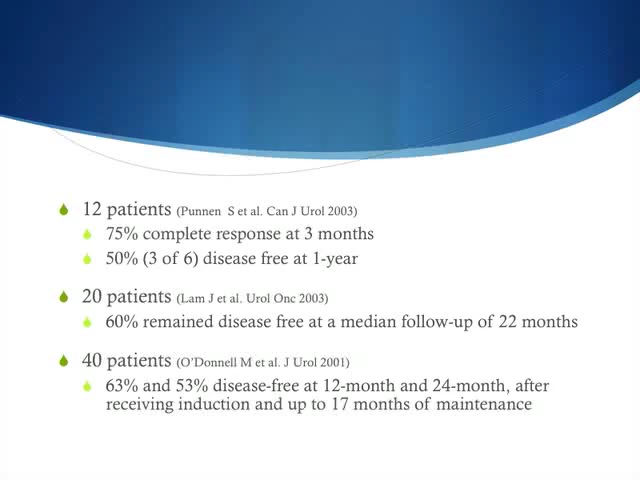 12 patients (Punnen S et al. Can J Urol 2003)
75% complete response at 3 months
50% (3 of 6) disease free at 1-year
20 patients (Lam J et al. Urol Onc 2003)
60% remained disease free at a median follow-up of 22 months
40 patients (O'Donnell M et al. J Urol 2001)
63% and 53% disease-free at 12-month and 24-month, after
receiving induction and up to 17 months of maintenance